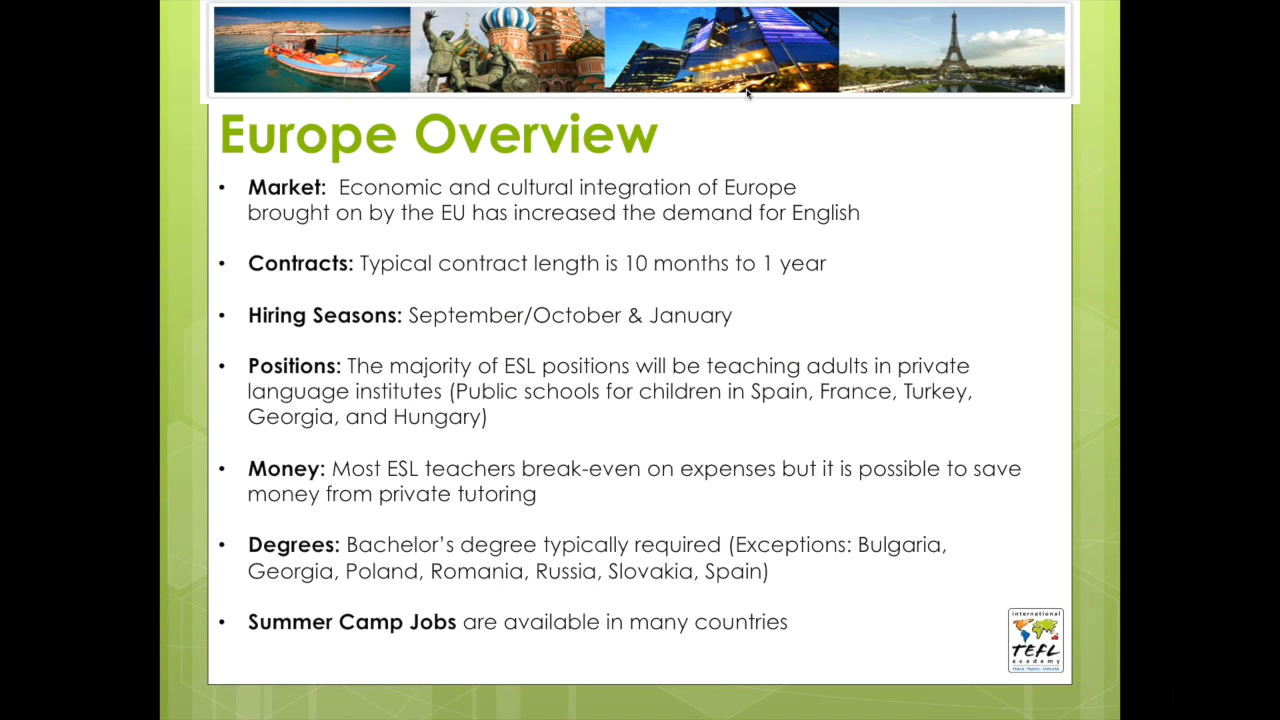 Europe Overview
• Market: Economic and cultural integration of Europe
brought on by the EU has increased the demand for English
• Contracts: Typical contract length is 10 months to 1 year
• Hiring Seasons: September/October & January
• Positions: The majority of ESL positions will be teaching adults in private
language institutes (Public schools for children in Spain, France, Turkey,
Georgia, and Hungary)
• Money: Most ESL teachers break-even on expenses but it is possible to save
money from private tutoring
• Degrees: Bachelor’s degree typically required (Exceptions: Bulgaria,
Georgia, Poland, Romania, Russia, Slovakia, Spain)
• Summer Camp Jobs are available in many countries
international
TEFL
academy